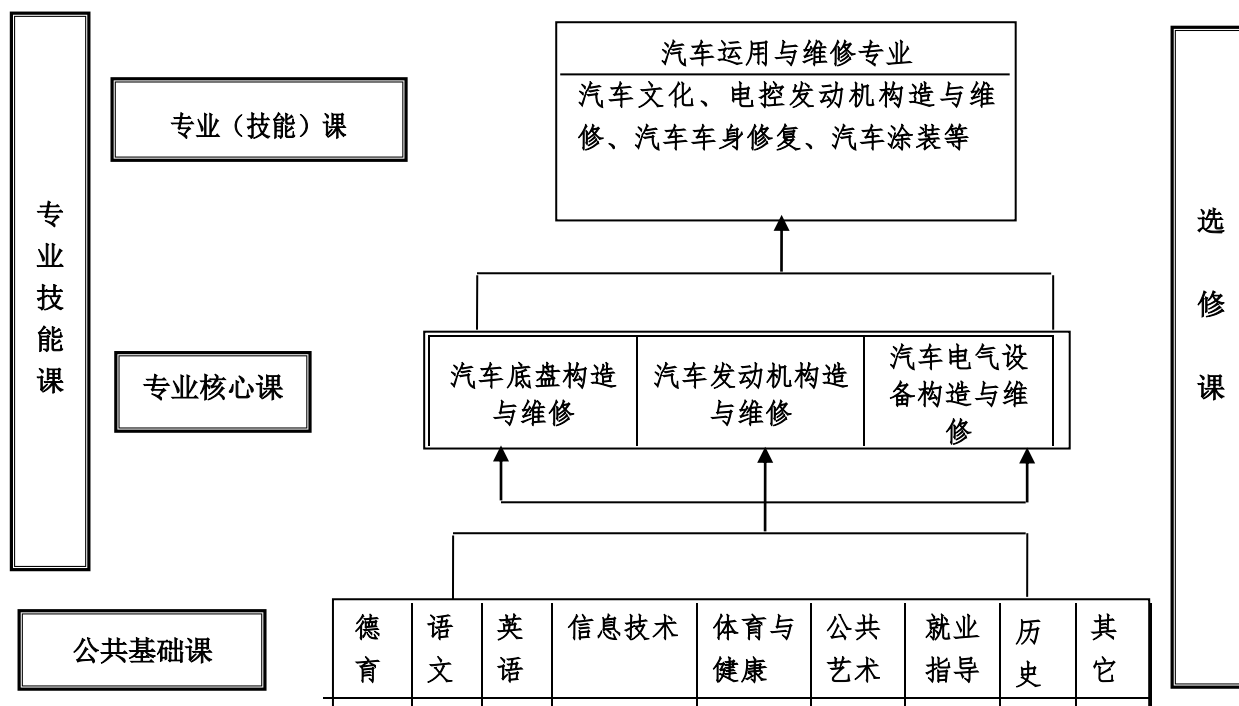 汽车运用与维修专业
汽车文化、电控发动机构造与维
修、汽车车身修复、汽车涂装等
专业（技能）课
专
业
技
能
课
选
修
课
专业核心课
汽车底盘构造
与维修
汽车发动机构造
与维修
汽车电气设
备构造与维
修
公共基础课
德
育
语
文
英
语
信息技术
体育与
健康
公共
艺术
就业
指导
历
史
其
它